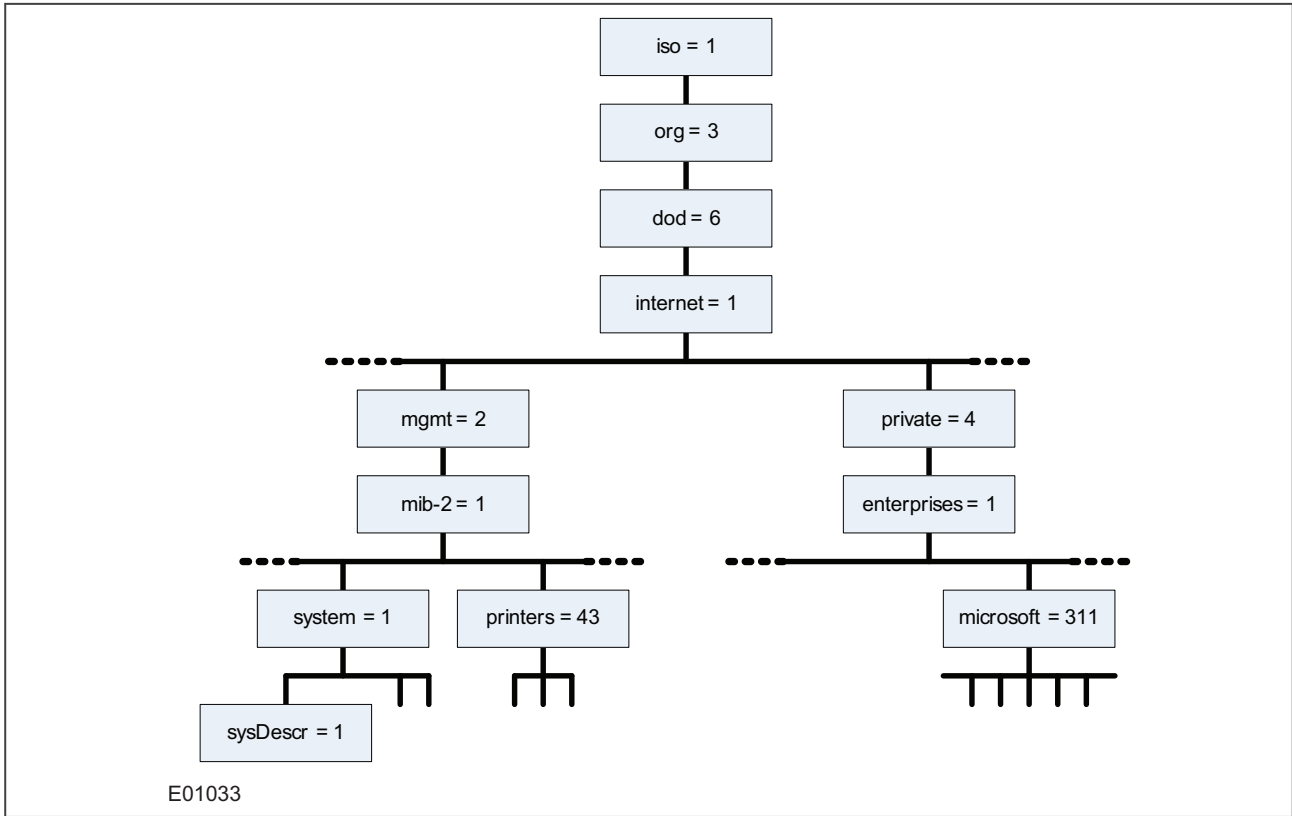 iso = 1
org = 3
dod = 6
internet = 1
mgmt = 2
private = 4
mib-2 = 1
enterprises = 1
system = 1
printers = 43
microsoft = 311
sysDescr = 1
E01033